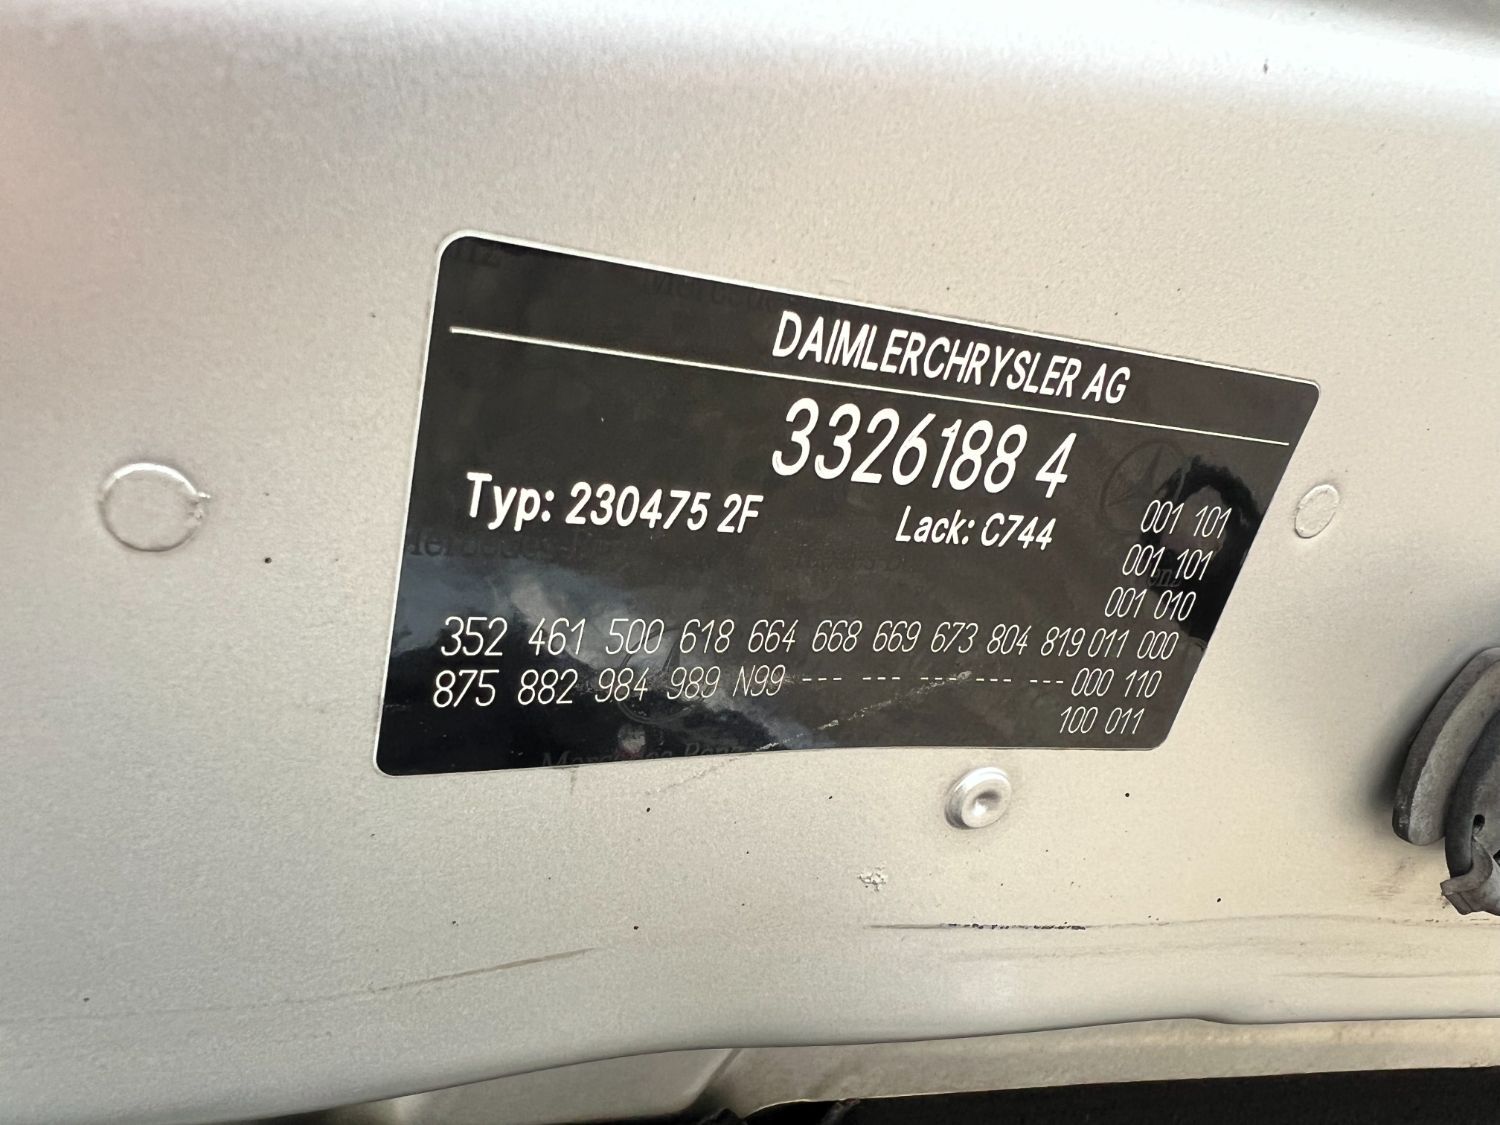 DAIMLERCHRYSLER AG
3326188 4
Typ: 230475 2F Lack: C744
001 101
001 101
001 010
352 461 500 618 664 668 669 673 804 819 011 000
875 882 984 989 N99 --- --- --- --- --- 000 110
100 011